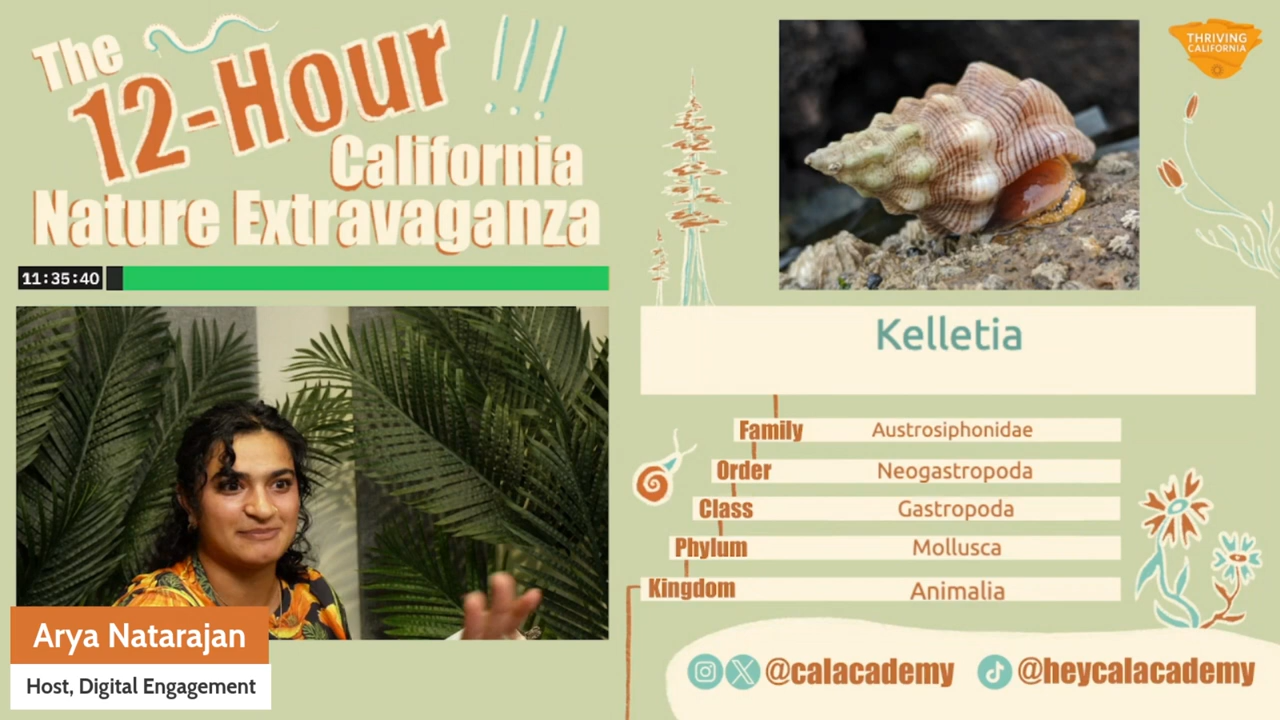 The
12-Hour
!!!
California
Nature Extravaganza
11:35:40
Arya Natarajan
Host, Digital Engagement
THRIVING
CALIFORNIA
Kelletia
Family Austrosiphonidae
Order Neogastropoda
Class Gastropoda
Phylum Mollusca
Kingdom Animalia
@calacademy @heycalacademy